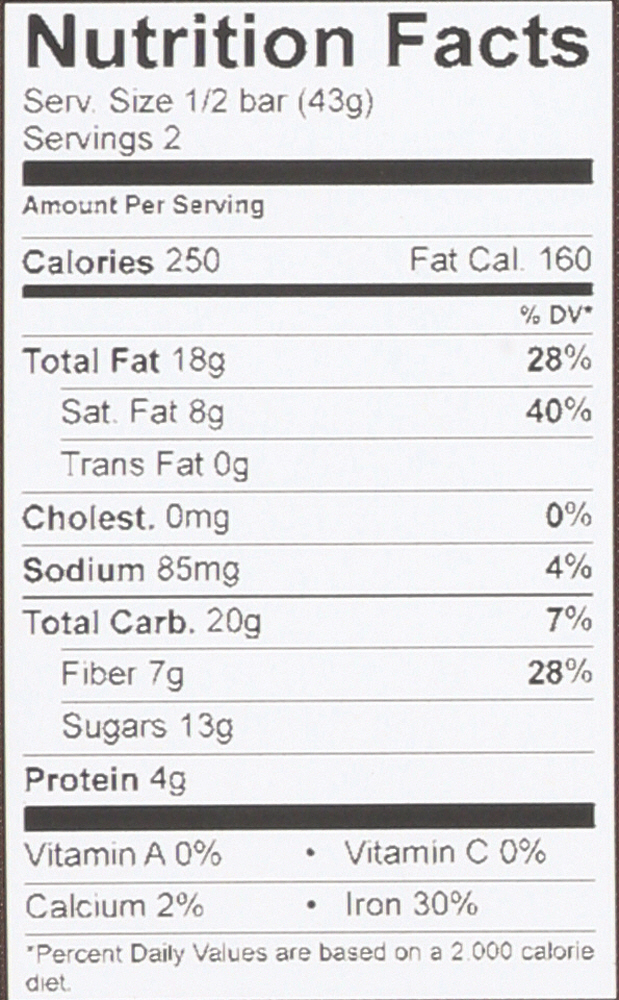 Nutrition Facts
Serv. Size 1/2 bar (43g)
Servings 2
Amount Per Serving
Calories 250 Fat Cal. 160
% DV*
Total Fat 18g 28%
Sat. Fat 8g 40%
Trans Fat 0g
Cholest. 0mg 0%
Sodium 85mg 4%
Total Carb. 20g 7%
Fiber 7g 28%
Sugars 13g
Protein 4g
Vitamin A 0% • Vitamin C 0%
Calcium 2% • Iron 30%
*Percent Daily Values are based on a 2.000 calorie
diet.